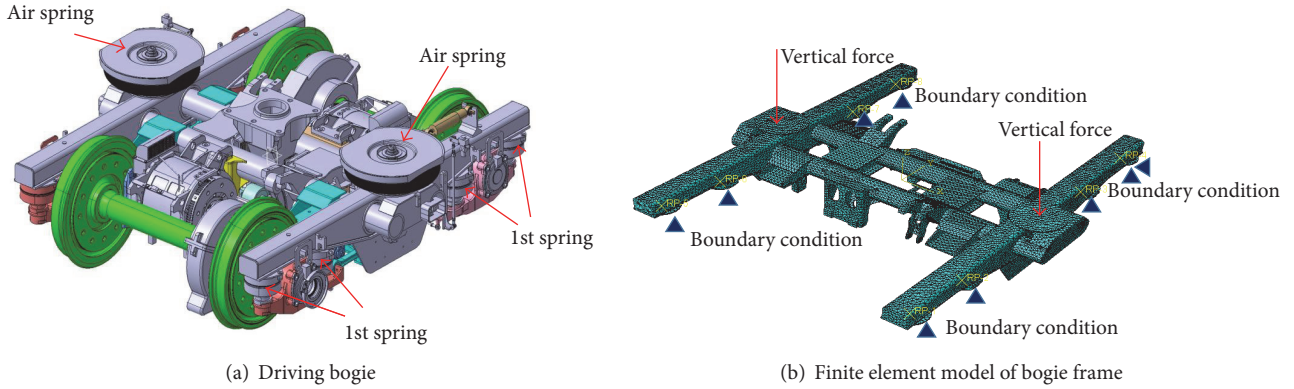 Air spring
Air spring
1st spring
1st spring
(a) Driving bogie
Vertical force
Boundary condition
Vertical force
Boundary condition
Boundary condition
Boundary condition
(b) Finite element model of bogie frame